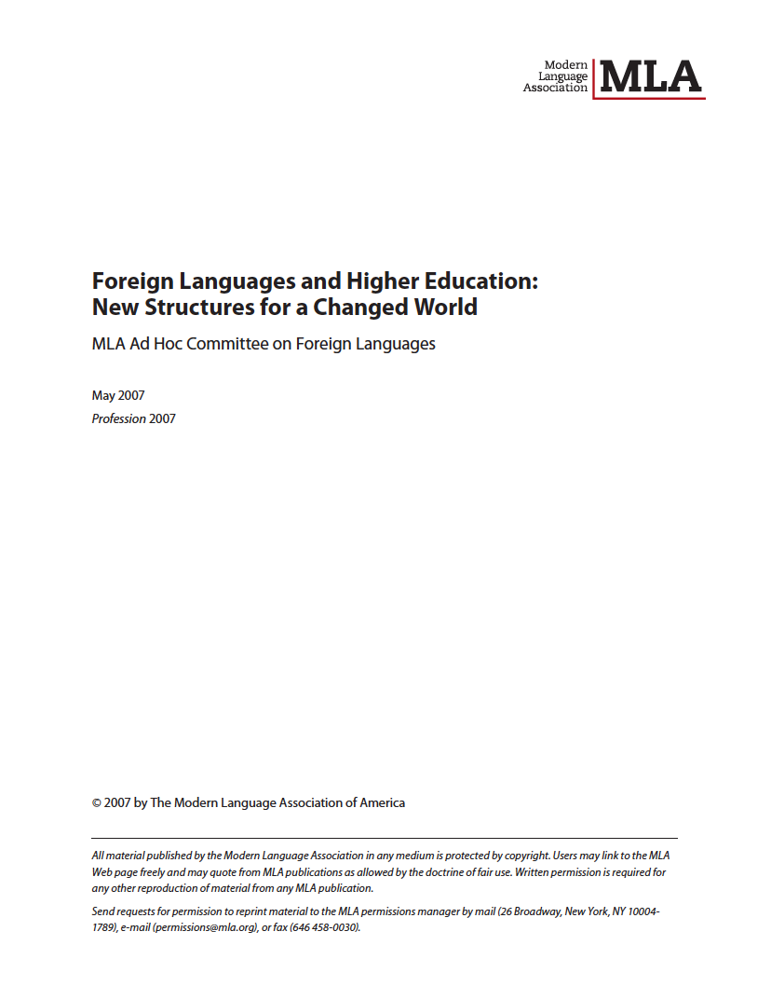 Modern
Language
Association
MLA
Foreign Languages and Higher Education:
New Structures for a Changed World
MLA Ad Hoc Committee on Foreign Languages
May 2007
Profession 2007
© 2007 by The Modern Language Association of America
All material published by the Modern Language Association in any medium is protected by copyright. Users may link to the MLA
Web page freely and may quote from MLA publications as allowed by the doctrine of fair use. Written permission is required for
any other reproduction of material from any MLA publication.
Send requests for permission to reprint material to the MLA permissions manager by mail (26 Broadway, New York, NY 10004-
1789), e-mail (permissions@mla.org), or fax (646 458-0030).